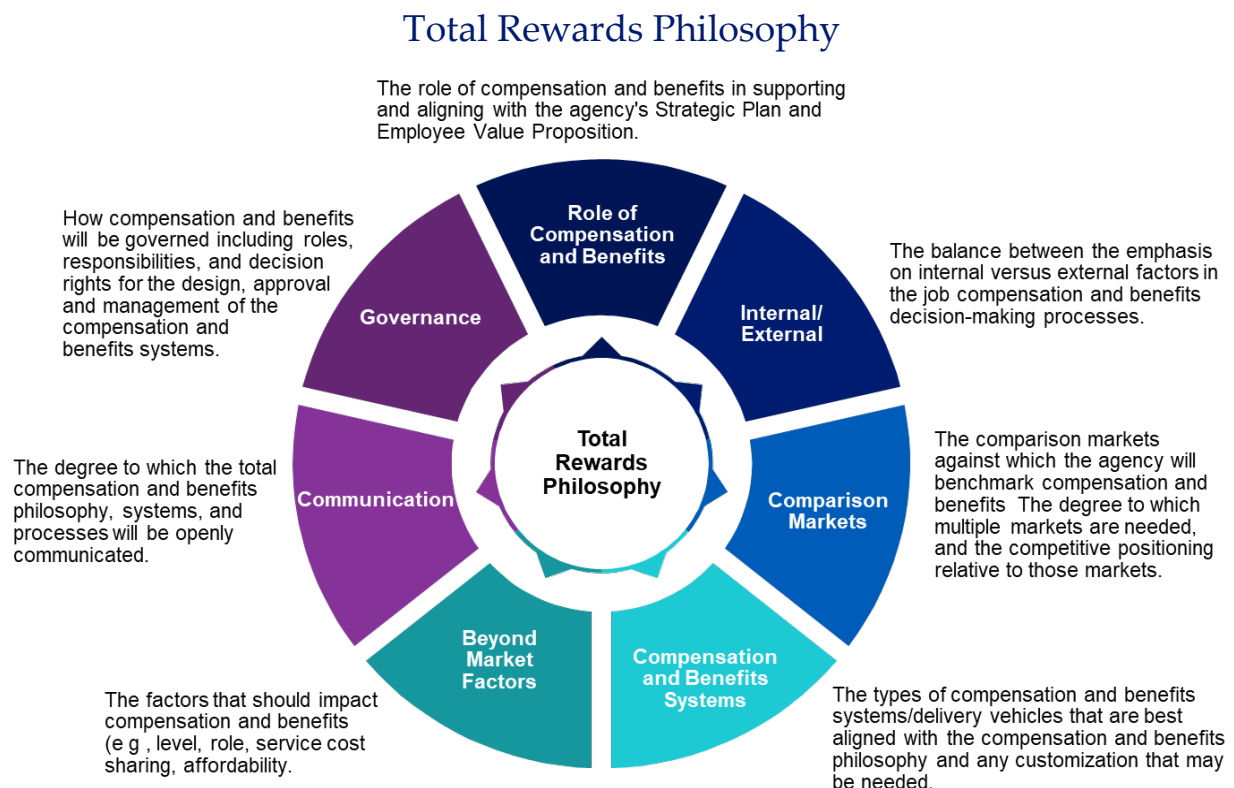 Total Rewards Philosophy
The role of compensation and benefits in supporting
and aligning with the agency's Strategic Plan and
Employee Value Proposition.
Role of
Compensation
and Benefits
The balance between the emphasis
on internal versus external factors in
the job compensation and benefits
decision-making processes.
Internal/
External
The comparison markets
against which the agency will
benchmark compensation and
benefits  The degree to which
multiple markets are needed,
and the competitive positioning
relative to those markets.
Comparison
Markets
The types of compensation and benefits
systems/delivery vehicles that are best
aligned with the compensation and benefits
philosophy and any customization that may
be needed.
Compensation
and Benefits
Systems
Beyond
Market
Factors
The factors that should impact
compensation and benefits
(e g , level, role, service cost
sharing, affordability.
Communication
The degree to which the total
compensation and benefits
philosophy, systems, and
processes will be openly
communicated.
Governance
How compensation and benefits
will be governed including roles,
responsibilities, and decision
rights for the design, approval
and management of the
compensation and
benefits systems.
Total
Rewards
Philosophy